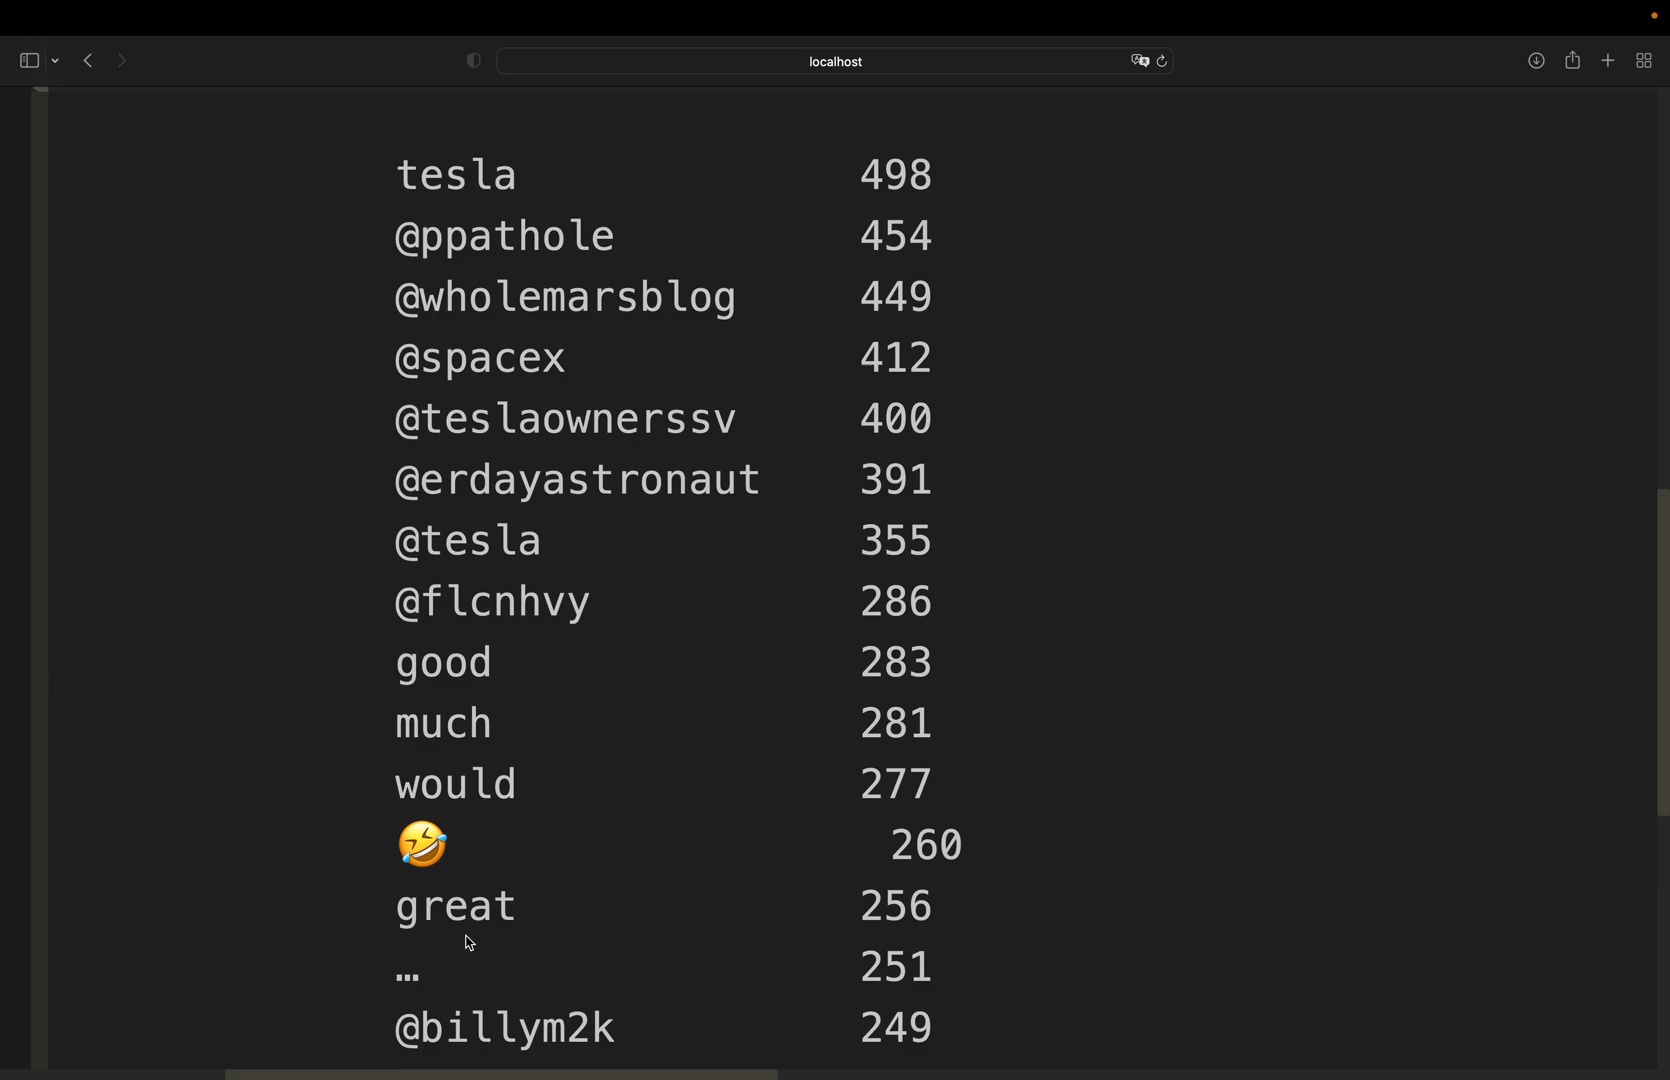 localhost
tesla 498
@ppathole 454
@wholemarsblog 449
@spacex 412
@teslaownerssv 400
@erdayastronaut 391
@tesla 355
@flcnhvy 286
good 283
much 281
would 277
🤣 260
great 256
… 251
@billym2k 249